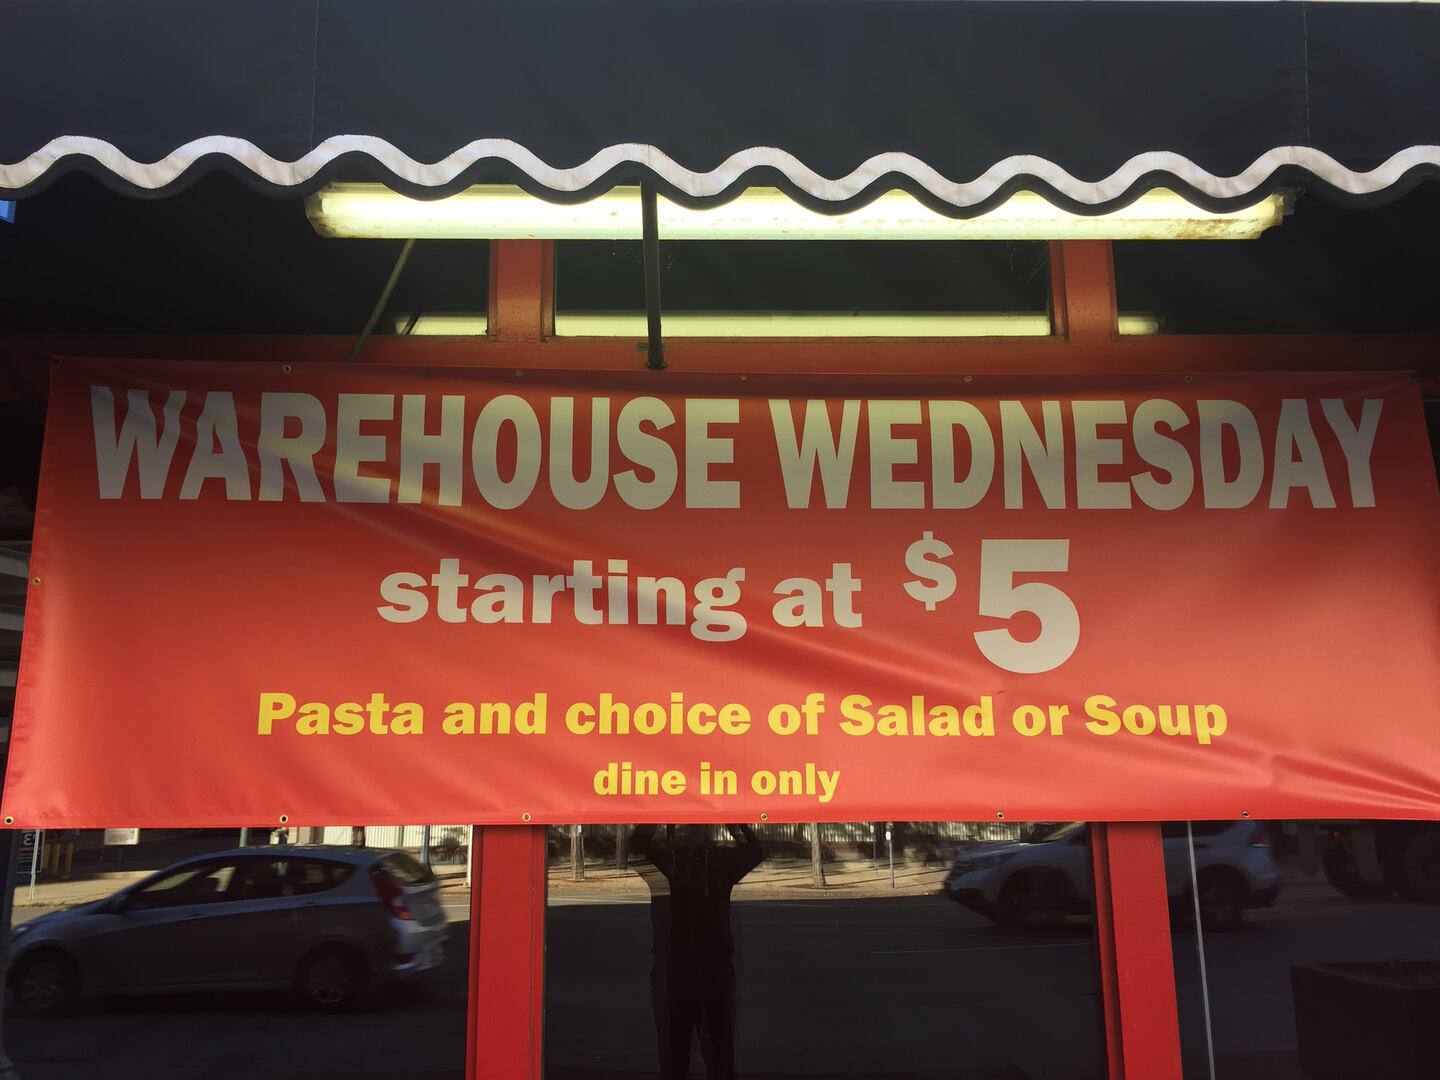 WAREHOUSE WEDNESDAY
starting at $5
Pasta and choice of Salad or Soup
dine in only